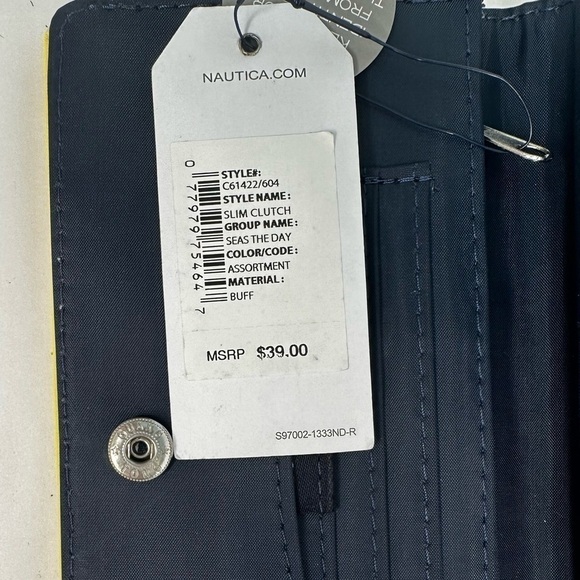 FROM
NAUTICA.COM
STYLE#:
C61422/604
STYLE NAME:
SLIM CLUTCH
GROUP NAME:
SEAS THE DAY
COLOR/CODE:
ASSORTMENT
MATERIAL:
BUFF
0 77979 75464 7
MSRP $39.00
S97002-1333ND-R